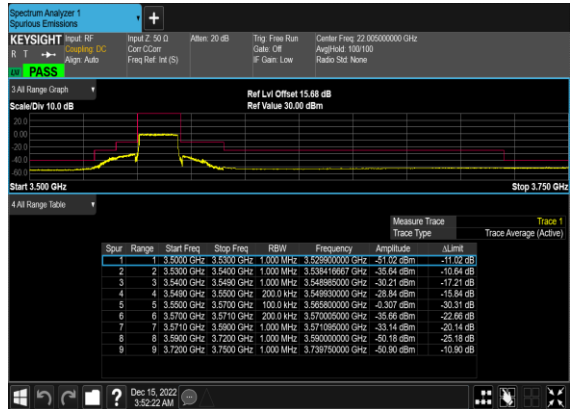 Spectrum Analyzer 1
Spurious Emissions
KEYSIGHT Input: RF Input Z: 50 Ω Atten: 20 dB Trig: Free Run Center Freq: 22.005000000 GHz
R T Coupling: DC Corr CCorr Gate: Off Avg|Hold: 100/100
Align: Auto Freq Ref: Int (S) IF Gain: Low Radio Std: None
PASS
3 All Range Graph
Ref Lvl Offset 15.68 dB
Scale/Div 10.0 dB Ref Value 30.00 dBm
20.0
0.00
-20.0
-40.0
-60.0
Start 3.500 GHz Stop 3.750 GHz
4 All Range Table
Measure Trace Trace 1
Trace Type Trace Average (Active)
Spur Range Start Freq Stop Freq RBW Frequency Amplitude ΔLimit
1 1 3.5000 GHz 3.5300 GHz 1.000 MHz 3.529900000 GHz -51.02 dBm -11.02 dB
2 2 3.5300 GHz 3.5400 GHz 1.000 MHz 3.538416667 GHz -35.64 dBm -10.64 dB
3 3 3.5400 GHz 3.5490 GHz 1.000 MHz 3.548985000 GHz -30.21 dBm -17.21 dB
4 4 3.5490 GHz 3.5500 GHz 200.0 kHz 3.549930000 GHz -28.84 dBm -15.84 dB
5 5 3.5500 GHz 3.5700 GHz 100.0 kHz 3.565800000 GHz -0.307 dBm -30.31 dB
6 6 3.5700 GHz 3.5710 GHz 200.0 kHz 3.570005000 GHz -35.66 dBm -22.66 dB
7 7 3.5710 GHz 3.5900 GHz 1.000 MHz 3.571095000 GHz -33.14 dBm -20.14 dB
8 8 3.5900 GHz 3.7200 GHz 1.000 MHz 3.590000000 GHz -50.18 dBm -25.18 dB
9 9 3.7200 GHz 3.7500 GHz 1.000 MHz 3.739750000 GHz -50.90 dBm -10.90 dB
? Dec 15, 2022
3:52:22 AM